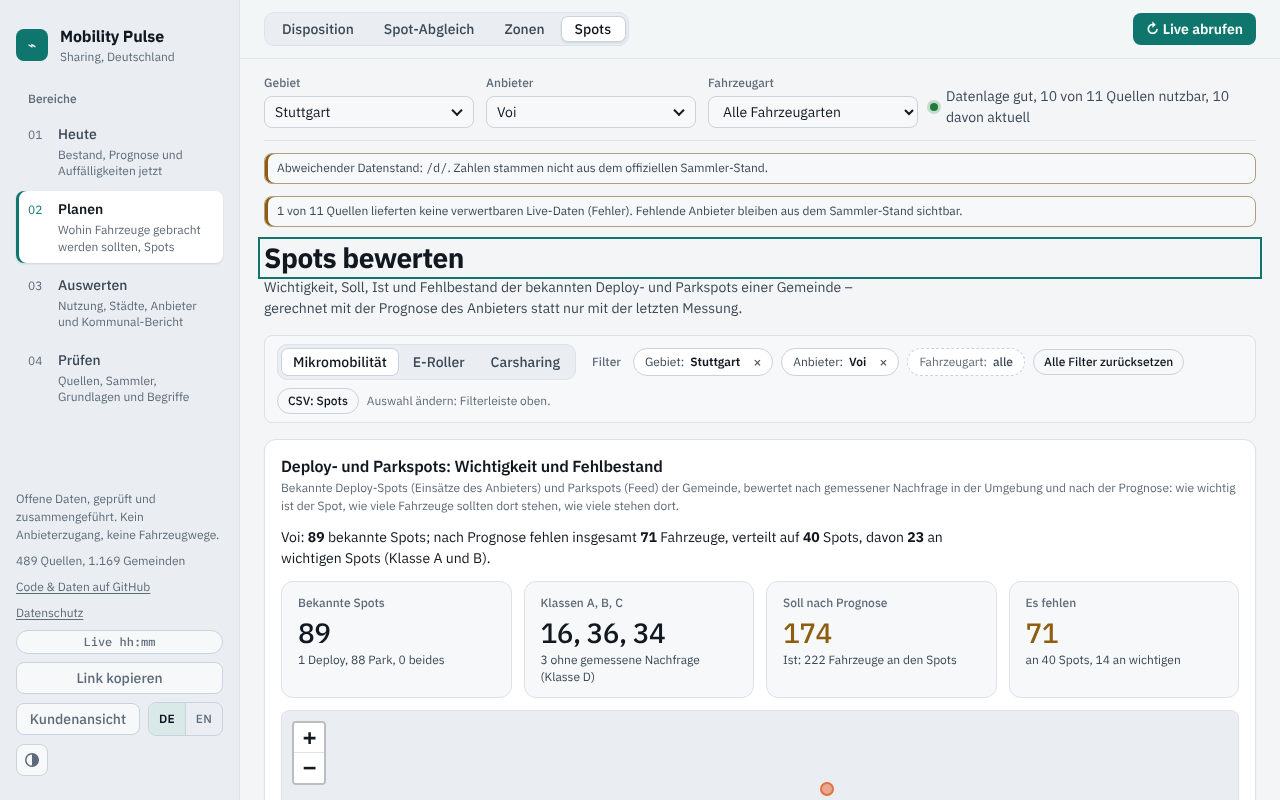 Mobility Pulse
Sharing, Deutschland
Bereiche
01 Heute
Bestand, Prognose und
Auffälligkeiten jetzt
02 Planen
Wohin Fahrzeuge gebracht
werden sollten, Spots
03 Auswerten
Nutzung, Städte, Anbieter
und Kommunal-Bericht
04 Prüfen
Quellen, Sammler,
Grundlagen und Begriffe
Offene Daten, geprüft und
zusammengeführt. Kein
Anbieterzugang, keine Fahrzeugwege.
489 Quellen, 1.169 Gemeinden
Code & Daten auf GitHub
Datenschutz
Live hh:mm
Link kopieren
Kundenansicht DE EN
Disposition Spot-Abgleich Zonen Spots
↻ Live abrufen
Gebiet Anbieter Fahrzeugart
Stuttgart Voi Alle Fahrzeugarten
Datenlage gut, 10 von 11 Quellen nutzbar, 10
davon aktuell
Abweichender Datenstand: /d/. Zahlen stammen nicht aus dem offiziellen Sammler-Stand.
1 von 11 Quellen lieferten keine verwertbaren Live-Daten (Fehler). Fehlende Anbieter bleiben aus dem Sammler-Stand sichtbar.
Spots bewerten
Wichtigkeit, Soll, Ist und Fehlbestand der bekannten Deploy- und Parkspots einer Gemeinde –
gerechnet mit der Prognose des Anbieters statt nur mit der letzten Messung.
Mikromobilität E-Roller Carsharing Filter Gebiet: Stuttgart × Anbieter: Voi × Fahrzeugart: alle Alle Filter zurücksetzen
CSV: Spots Auswahl ändern: Filterleiste oben.
Deploy- und Parkspots: Wichtigkeit und Fehlbestand
Bekannte Deploy-Spots (Einsätze des Anbieters) und Parkspots (Feed) der Gemeinde, bewertet nach gemessener Nachfrage in der Umgebung und nach der Prognose: wie wichtig
ist der Spot, wie viele Fahrzeuge sollten dort stehen, wie viele stehen dort.
Voi: 89 bekannte Spots; nach Prognose fehlen insgesamt 71 Fahrzeuge, verteilt auf 40 Spots, davon 23 an
wichtigen Spots (Klasse A und B).
Bekannte Spots
89
1 Deploy, 88 Park, 0 beides
Klassen A, B, C
16, 36, 34
3 ohne gemessene Nachfrage
(Klasse D)
Soll nach Prognose
174
Ist: 222 Fahrzeuge an den Spots
Es fehlen
71
an 40 Spots, 14 an wichtigen
+
−